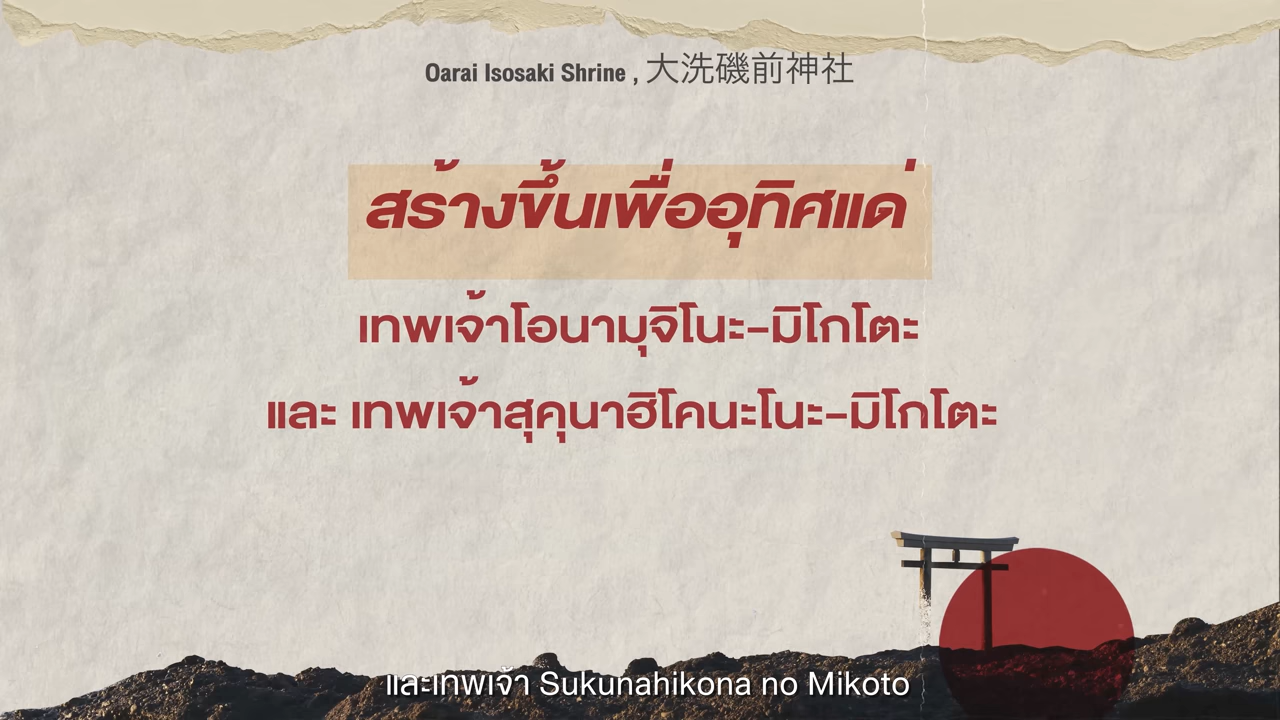 Oarai Isosaki Shrine , 大洗磯前神社
สร้างขึ้นเพื่ออุทิศแด่
เทพเจ้าโอนามุจิโนะ-มิโกโตะ
และ เทพเจ้าสุคุนาฮิโคนะโนะ-มิโกโตะ
และเทพเจ้า Sukunahikona no Mikoto